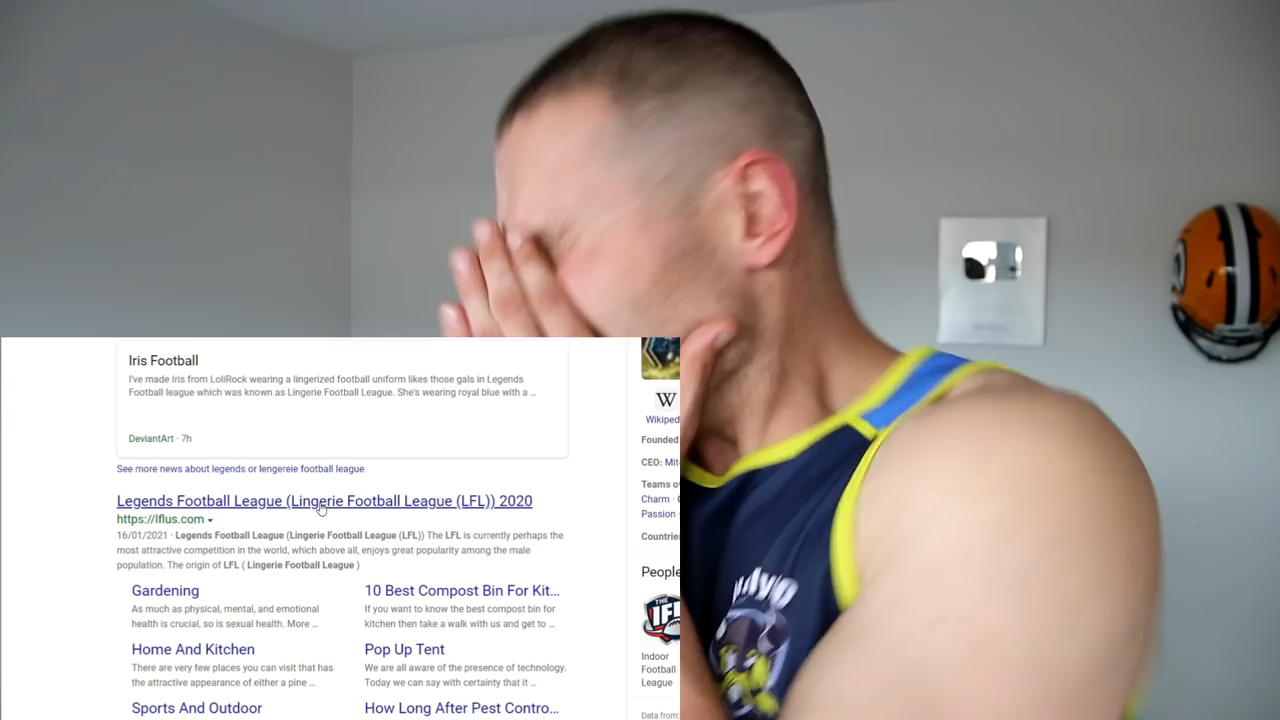 Iris Football
I've made Iris from LoliRock wearing a lingerized football uniform likes those gals in Legends
Football league which was known as Lingerie Football League. She's wearing royal blue with a ...
DeviantArt · 7h
See more news about legends or lengereie football league
Legends Football League (Lingerie Football League (LFL)) 2020
https://lflus.com
16/01/2021 · Legends Football League (Lingerie Football League (LFL)) The LFL is currently perhaps the
most attractive competition in the world, which above all, enjoys great popularity among the male
population. The origin of LFL ( Lingerie Football League )
Gardening
As much as physical, mental, and emotional
health is crucial, so is sexual health. More ...
10 Best Compost Bin For Kit...
If you want to know the best compost bin for
kitchen then take a walk with us and get to ...
Home And Kitchen
There are very few places you can visit that has
the attractive appearance of either a pine ...
Pop Up Tent
We are all aware of the presence of technology.
Today we can say with certainty that it ...
Sports And Outdoor
How Long After Pest Contro...
W
Wikiped
Founded
CEO: Mit
Teams o
Charm · 
Passion ·
Countrie
People
THE
IFL
Indoor
Football
League
Data from: